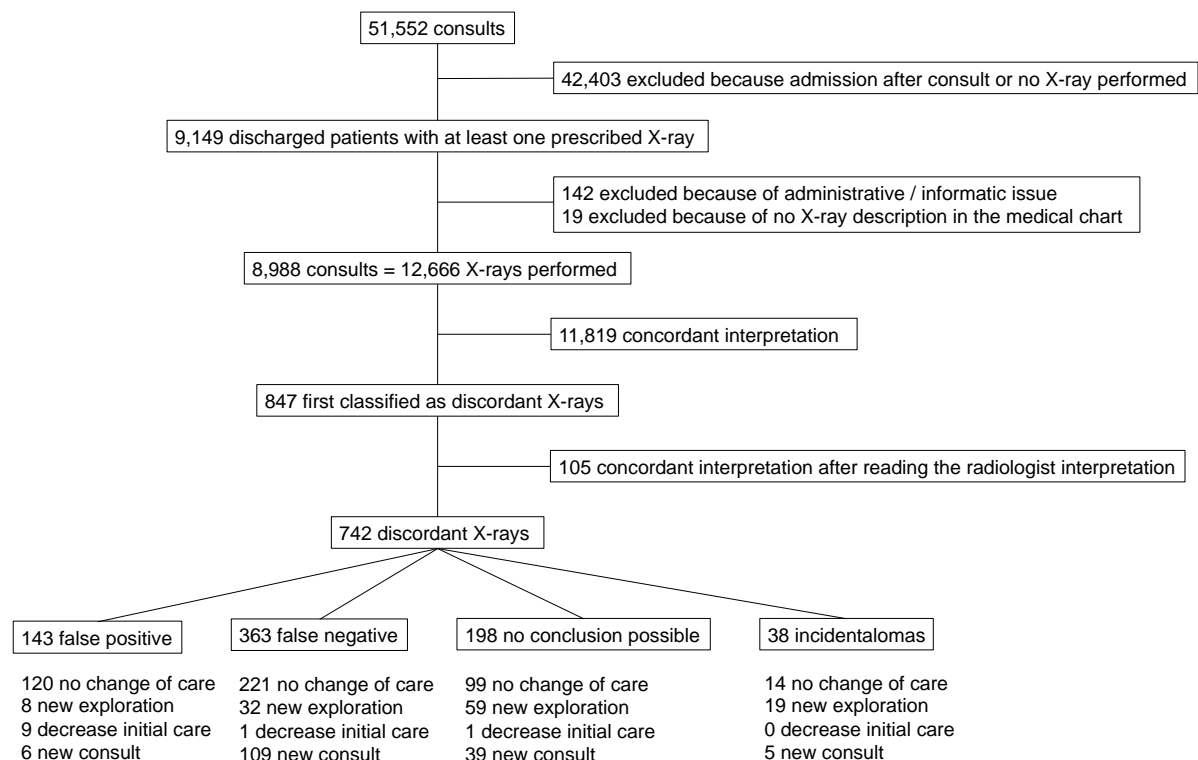 51,552 consults
42,403 excluded because admission after consult or no X-ray performed
9,149 discharged patients with at least one prescribed X-ray
142 excluded because of administrative / informatic issue
19 excluded because of no X-ray description in the medical chart
8,988 consults = 12,666 X-rays performed
11,819 concordant interpretation
847 first classified as discordant X-rays
105 concordant interpretation after reading the radiologist interpretation
742 discordant X-rays
143 false positive
120 no change of care
8 new exploration
9 decrease initial care
6 new consult
363 false negative
221 no change of care
32 new exploration
1 decrease initial care
109 new consult
198 no conclusion possible
99 no change of care
59 new exploration
1 decrease initial care
39 new consult
38 incidentalomas
14 no change of care
19 new exploration
0 decrease initial care
5 new consult